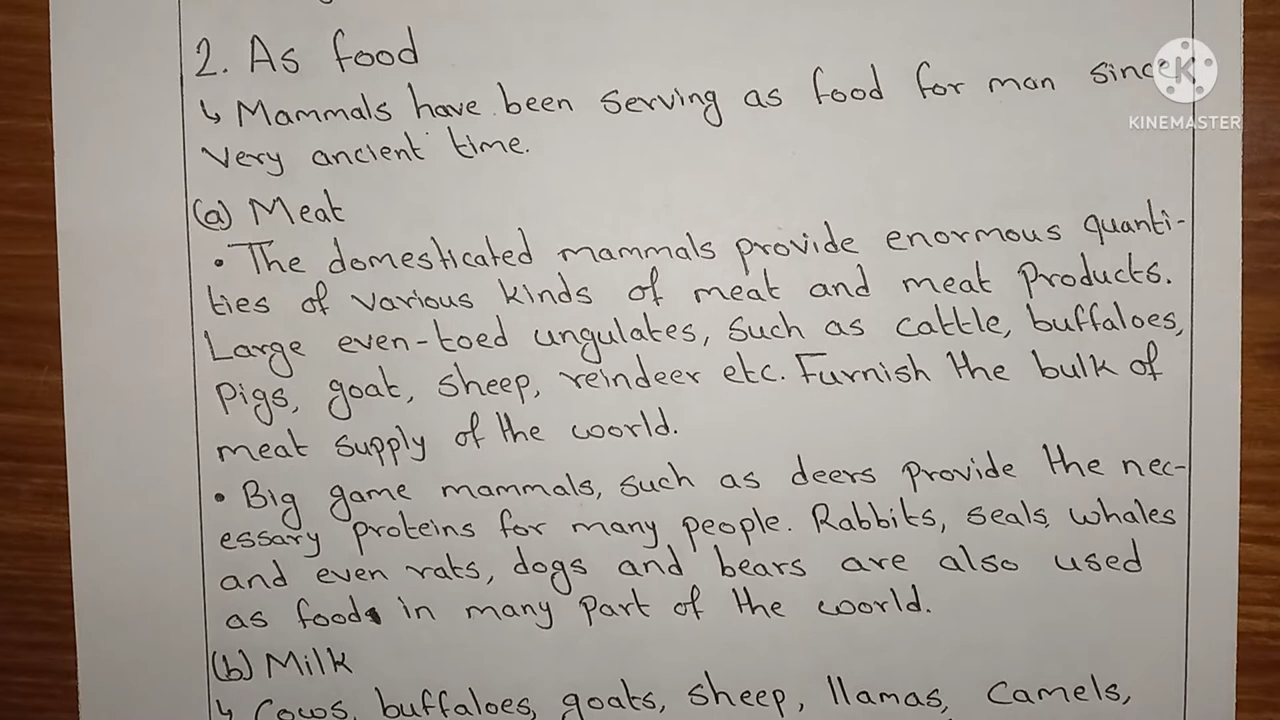 2. As food
↳ Mammals have been serving as food for man since
very ancient time.
(a) Meat
• The domesticated mammals provide enormous quanti-
ties of various kinds of meat and meat products.
Large even-toed ungulates, such as cattle, buffaloes,
pigs, goat, sheep, reindeer etc. Furnish the bulk of
meat supply of the world.
• Big game mammals, such as deers provide the nec-
essary proteins for many people. Rabbits, seals, whales
and even rats, dogs and bears are also used
as food in many part of the world.
(b) Milk
↳ Cows, buffaloes, goats, sheep, llamas, camels,
K
KINEMASTER